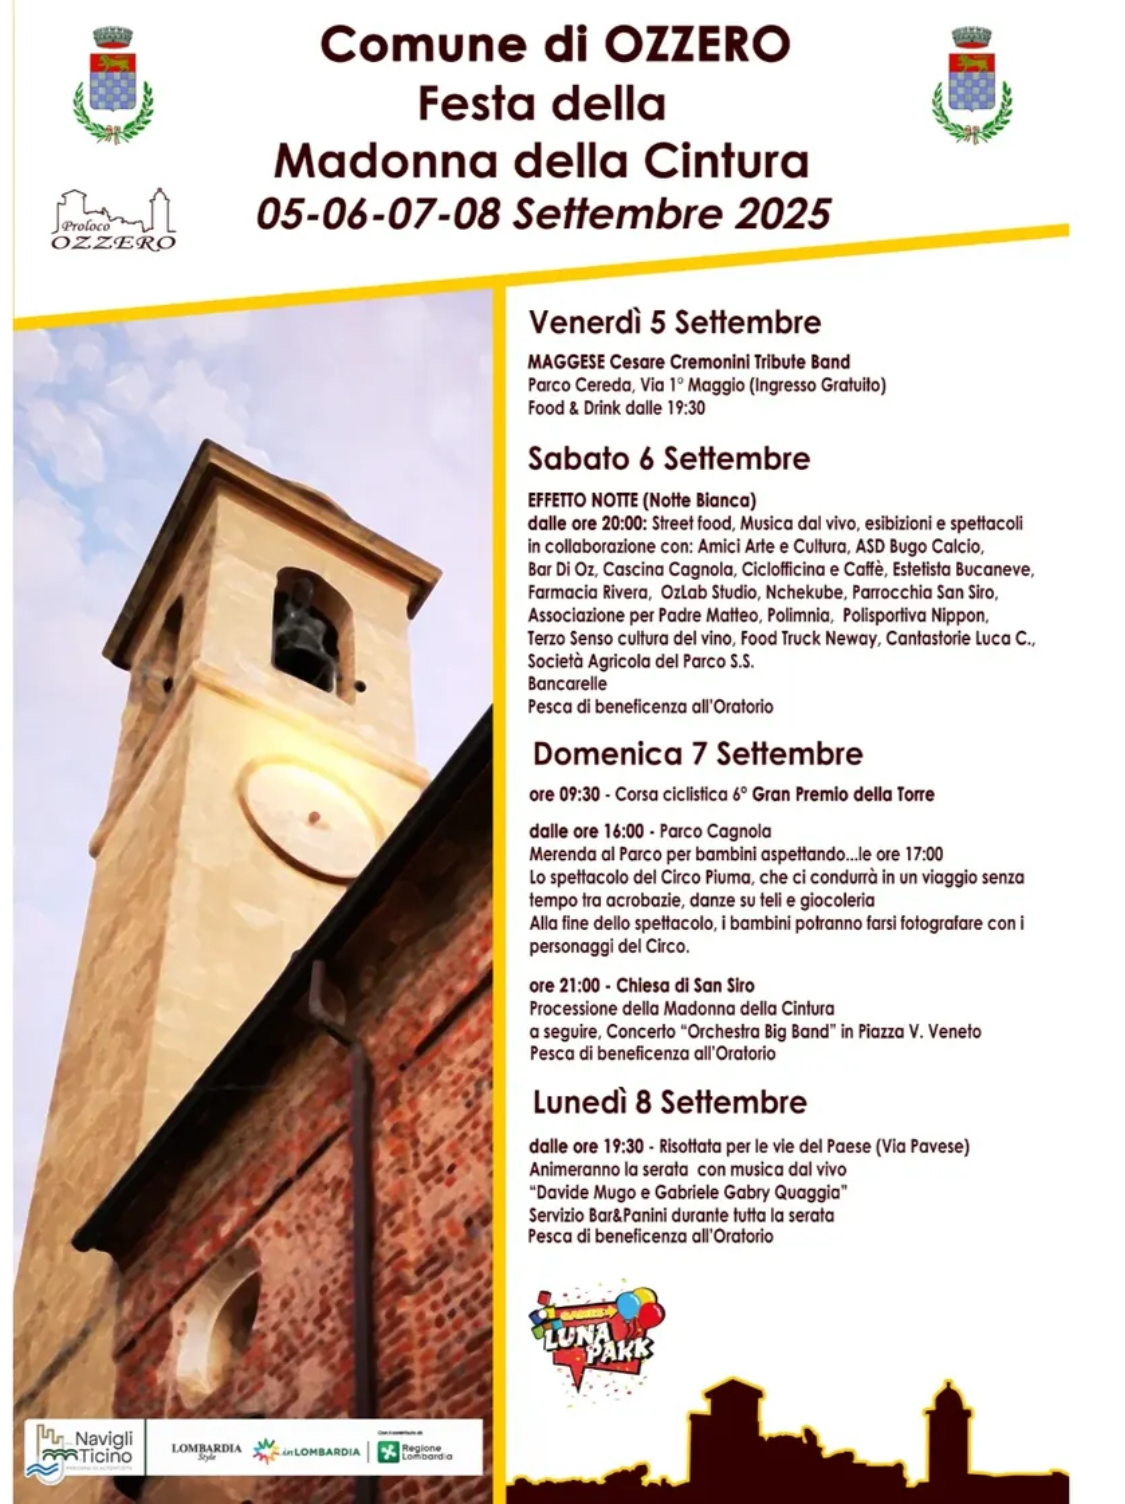 Comune di OZZERO
Festa della
Madonna della Cintura
05-06-07-08 Settembre 2025
Proloco
OZZERO
Venerdì 5 Settembre
MAGGESE Cesare Cremonini Tribute Band
Parco Cereda, Via 1° Maggio (Ingresso Gratuito)
Food & Drink dalle 19:30
Sabato 6 Settembre
EFFETTO NOTTE (Notte Bianca)
dalle ore 20:00: Street food, Musica dal vivo, esibizioni e spettacoli
in collaborazione con: Amici Arte e Cultura, ASD Bugo Calcio,
Bar Di Oz, Cascina Cagnola, Ciclofficina e Caffè, Estetista Bucaneve,
Farmacia Rivera, OzLab Studio, Nchekube, Parrocchia San Siro,
Associazione per Padre Matteo, Polimnia, Polisportiva Nippon,
Terzo Senso cultura del vino, Food Truck Neway, Cantastorie Luca C.,
Società Agricola del Parco S.S.
Bancarelle
Pesca di beneficenza all'Oratorio
Domenica 7 Settembre
ore 09:30 - Corsa ciclistica 6° Gran Premio della Torre
dalle ore 16:00 - Parco Cagnola
Merenda al Parco per bambini aspettando...le ore 17:00
Lo spettacolo del Circo Piuma, che ci condurrà in un viaggio senza
tempo tra acrobazie, danze su teli e giocoleria
Alla fine dello spettacolo, i bambini potranno farsi fotografare con i
personaggi del Circo.
ore 21:00 - Chiesa di San Siro
Processione della Madonna della Cintura
a seguire, Concerto "Orchestra Big Band" in Piazza V. Veneto
Pesca di beneficenza all'Oratorio
Lunedì 8 Settembre
dalle ore 19:30 - Risottata per le vie del Paese (Via Pavese)
Animeranno la serata con musica dal vivo
"Davide Mugo e Gabriele Gabry Quaggia"
Servizio Bar&Panini durante tutta la serata
Pesca di beneficenza all'Oratorio
GAMES
LUNA
PARK
Navigli
Ticino
LOMBARDIA
Style
inLOMBARDIA
Regione
Lombardia